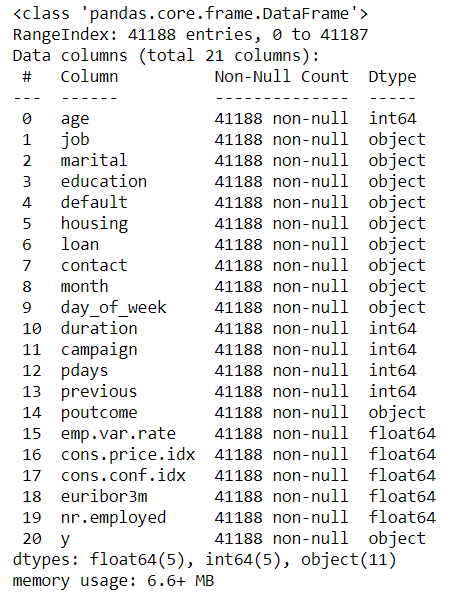 <class 'pandas.core.frame.DataFrame'>
RangeIndex: 41188 entries, 0 to 41187
Data columns (total 21 columns):
 #   Column          Non-Null Count  Dtype
---  ------          --------------  -----
 0   age             41188 non-null  int64
 1   job             41188 non-null  object
 2   marital         41188 non-null  object
 3   education       41188 non-null  object
 4   default         41188 non-null  object
 5   housing         41188 non-null  object
 6   loan            41188 non-null  object
 7   contact         41188 non-null  object
 8   month           41188 non-null  object
 9   day_of_week     41188 non-null  object
 10  duration        41188 non-null  int64
 11  campaign        41188 non-null  int64
 12  pdays           41188 non-null  int64
 13  previous        41188 non-null  int64
 14  poutcome        41188 non-null  object
 15  emp.var.rate    41188 non-null  float64
 16  cons.price.idx  41188 non-null  float64
 17  cons.conf.idx   41188 non-null  float64
 18  euribor3m       41188 non-null  float64
 19  nr.employed     41188 non-null  float64
 20  y               41188 non-null  object
dtypes: float64(5), int64(5), object(11)
memory usage: 6.6+ MB